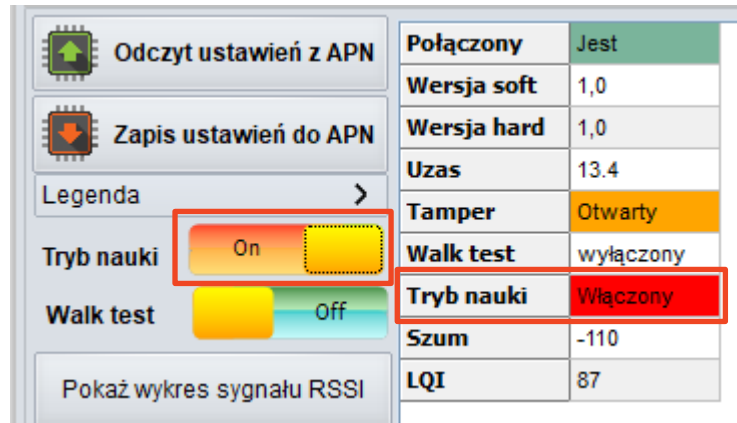 Odczyt ustawień z APN
Zapis ustawień do APN
Legenda >
Tryb nauki On
Walk test Off
Pokaż wykres sygnału RSSI
Połączony Jest
Wersja soft 1,0
Wersja hard 1,0
Uzas 13.4
Tamper Otwarty
Walk test wyłączony
Tryb nauki Włączony
Szum -110
LQI 87